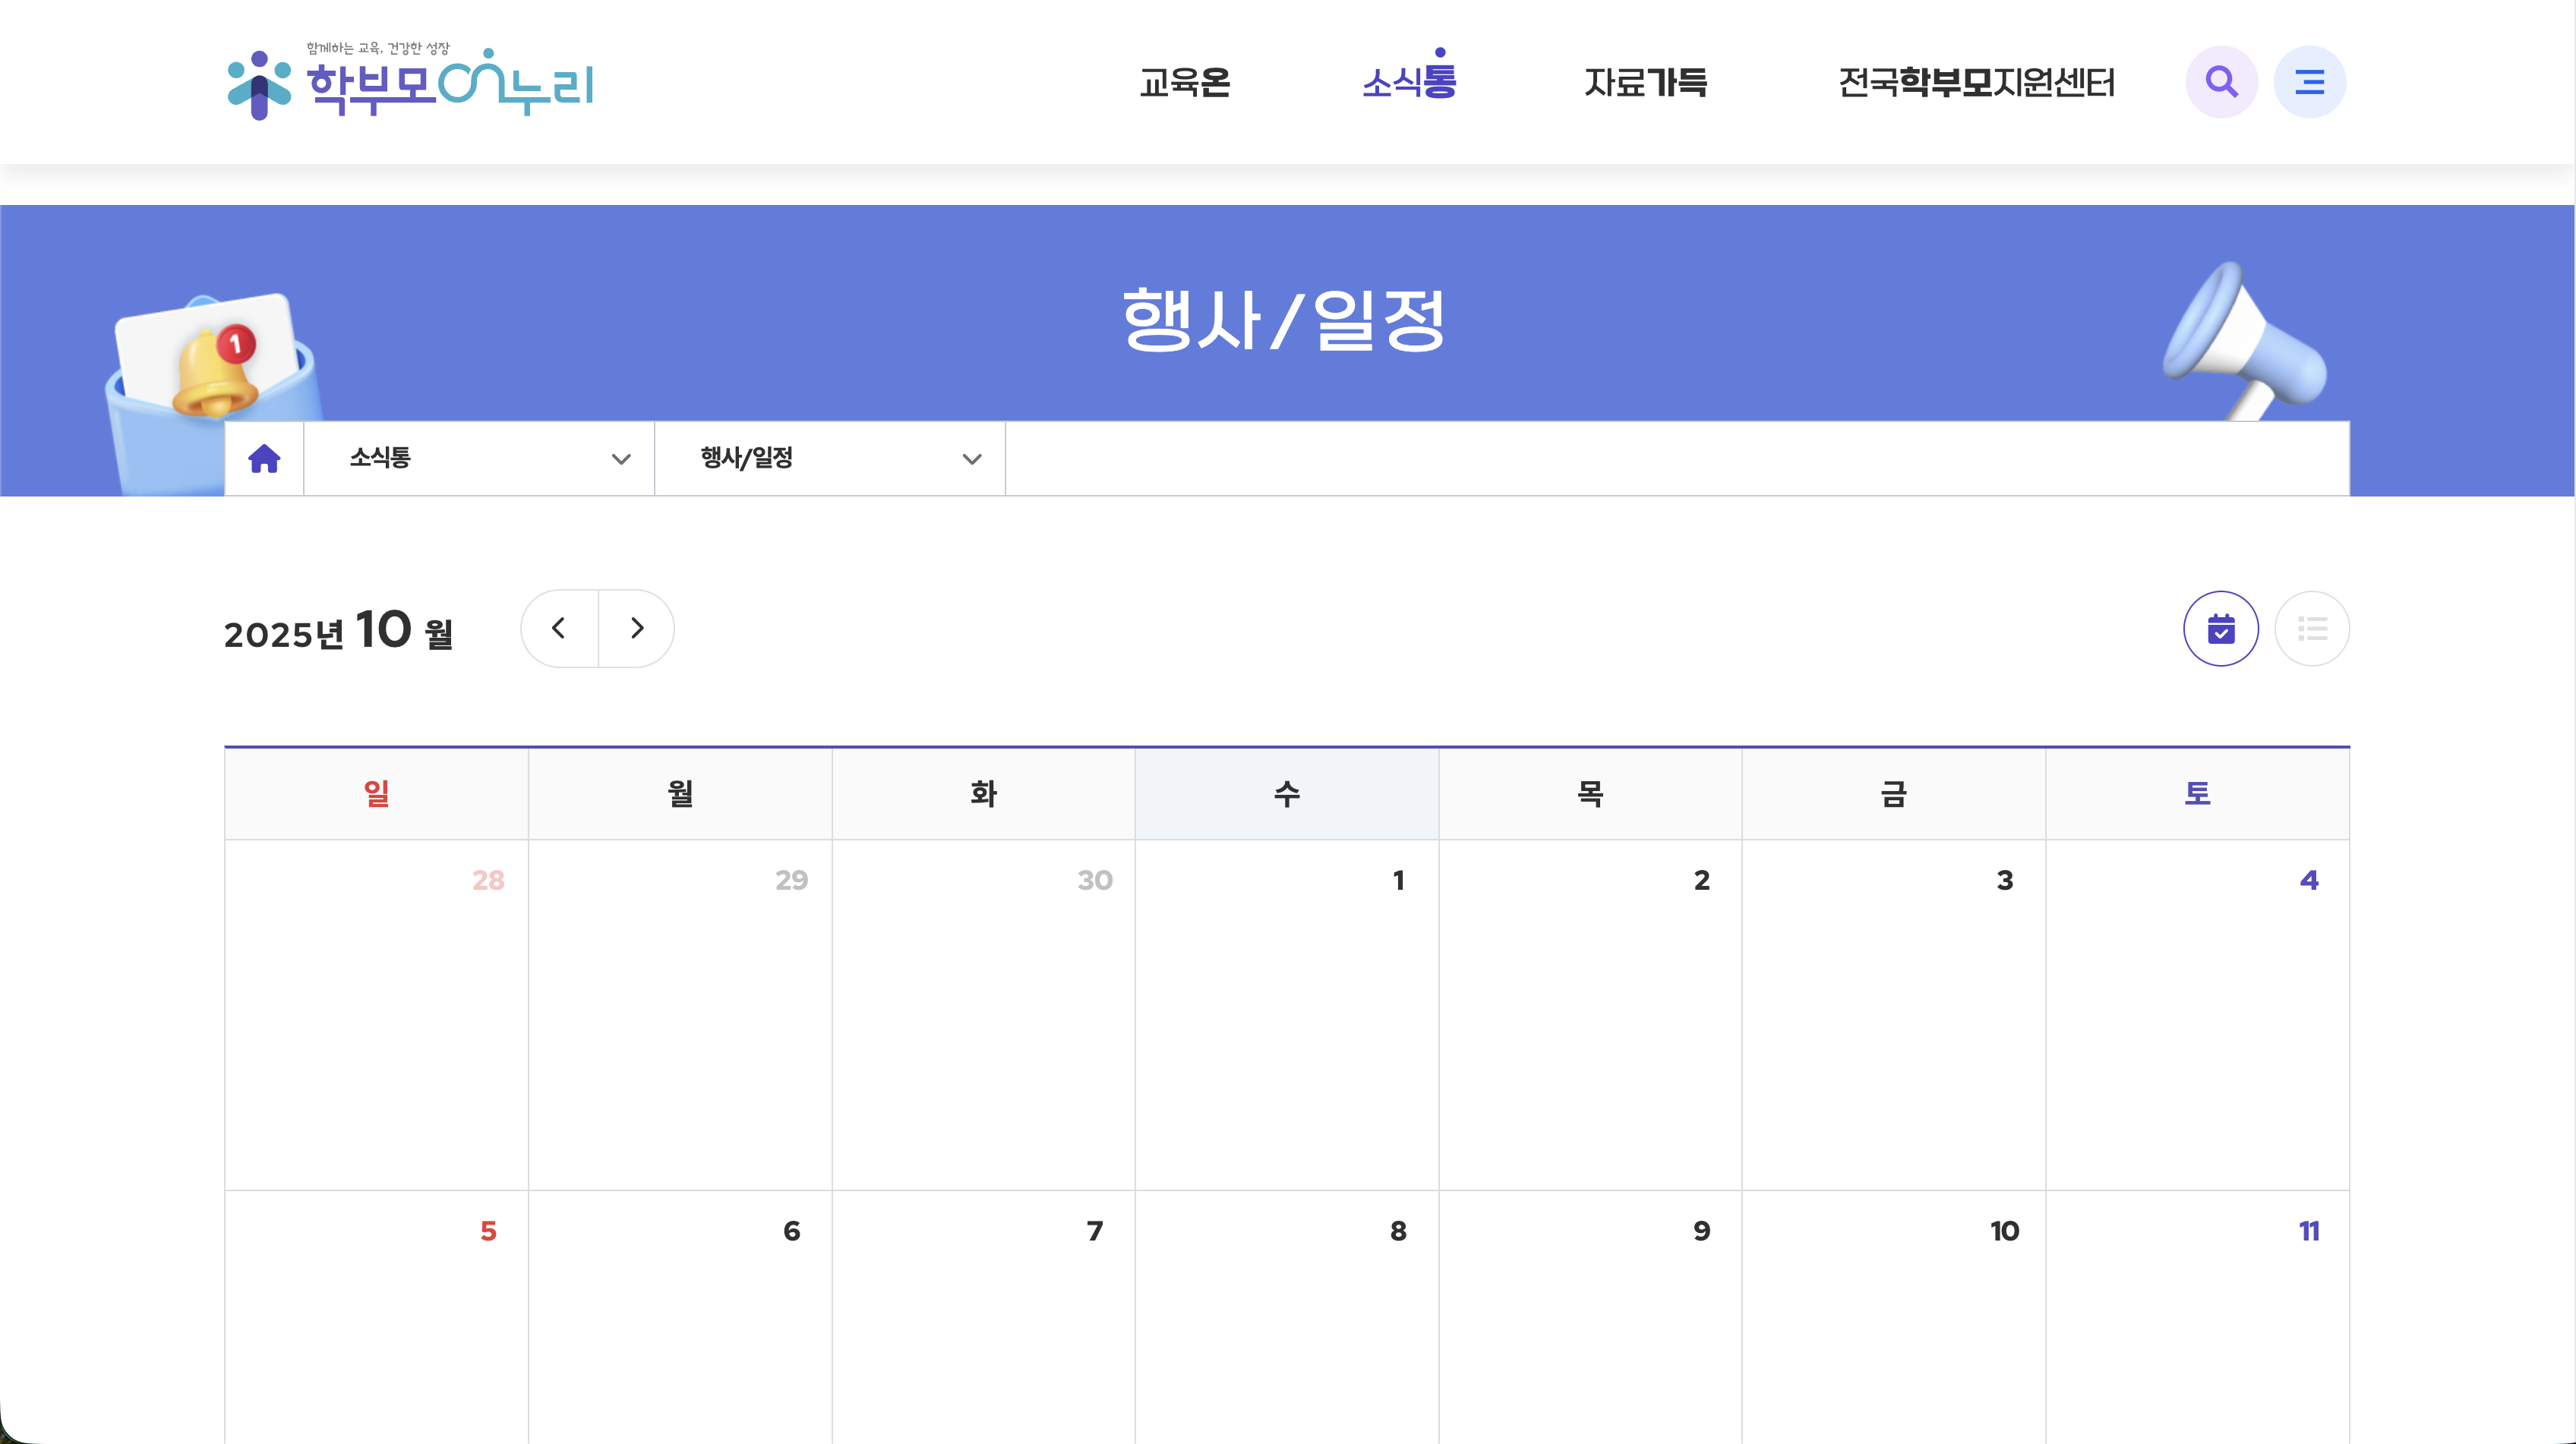 함께하는 교육, 건강한 성장
학부모온누리
교육온 소식통 자료가득 전국학부모지원센터
행사/일정
1
소식통 행사/일정
2025년 10 월
일 월 화 수 목 금 토
28 29 30 1 2 3 4
5 6 7 8 9 10 11